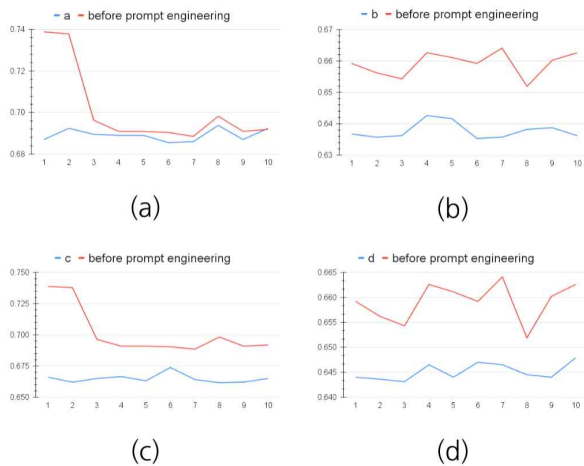 a before prompt engineering
0.74
0.72
0.70
0.68
1 2 3 4 5 6 7 8 9 10
(a)
b before prompt engineering
0.67
0.66
0.65
0.64
0.63
1 2 3 4 5 6 7 8 9 10
(b)
c before prompt engineering
0.750
0.725
0.700
0.675
0.650
1 2 3 4 5 6 7 8 9 10
(c)
d before prompt engineering
0.665
0.660
0.655
0.650
0.645
0.640
1 2 3 4 5 6 7 8 9 10
(d)